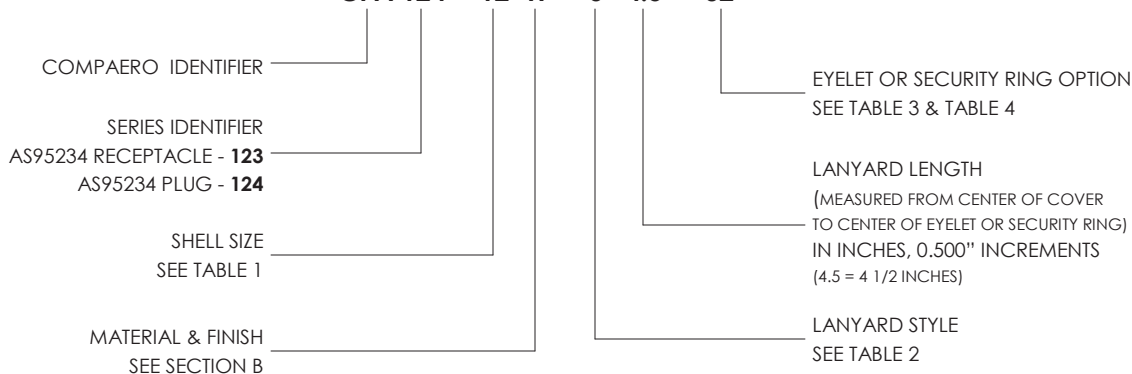 COMPAERO IDENTIFIER
SERIES IDENTIFIER
AS95234 RECEPTACLE - 123
AS95234 PLUG - 124
SHELL SIZE
SEE TABLE 1
MATERIAL & FINISH
SEE SECTION B
EYELET OR SECURITY RING OPTION
SEE TABLE 3 & TABLE 4
LANYARD LENGTH
(MEASURED FROM CENTER OF COVER
TO CENTER OF EYELET OR SECURITY RING)
IN INCHES, 0.500” INCREMENTS
(4.5 = 4 1/2 INCHES)
LANYARD STYLE
SEE TABLE 2